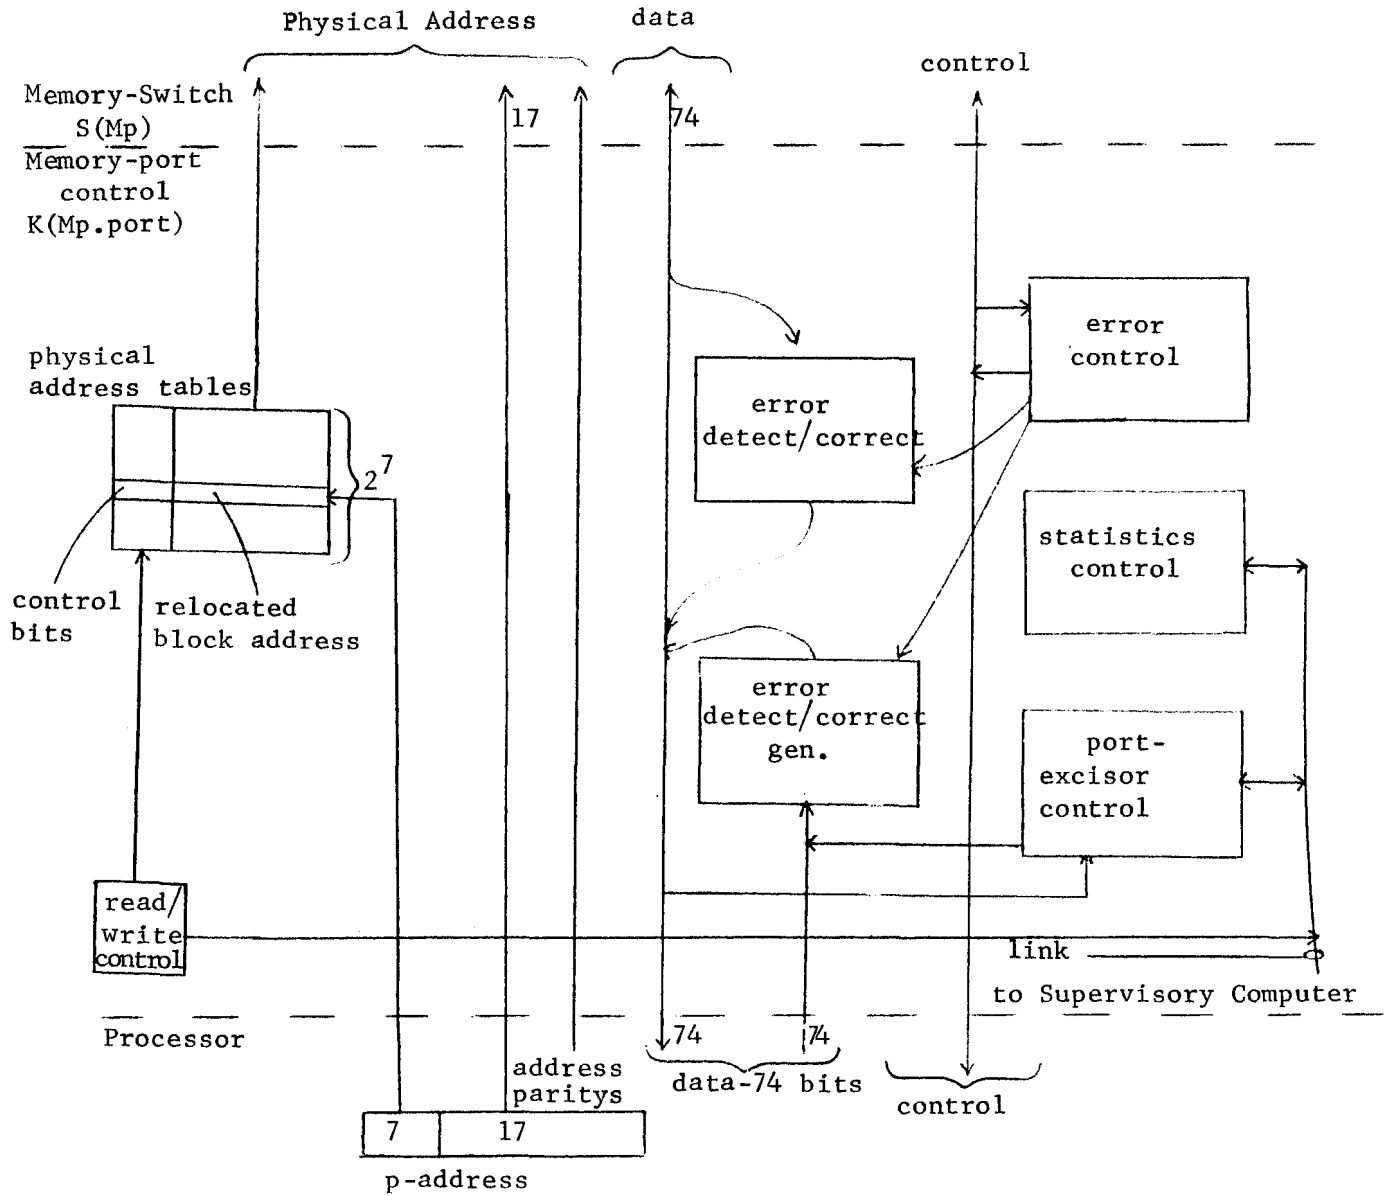 Physical Address
data
control
Memory-Switch
S(Mp)
17
74
Memory-port
control
K(Mp.port)
error
control
physical
address tables
error
detect/correct
2^7
statistics
control
control
bits
relocated
block address
error
detect/correct
gen.
port-
excisor
control
read/
write
control
link
to Supervisory Computer
Processor
74
74
address
paritys
data-74 bits
control
7
17
p-address